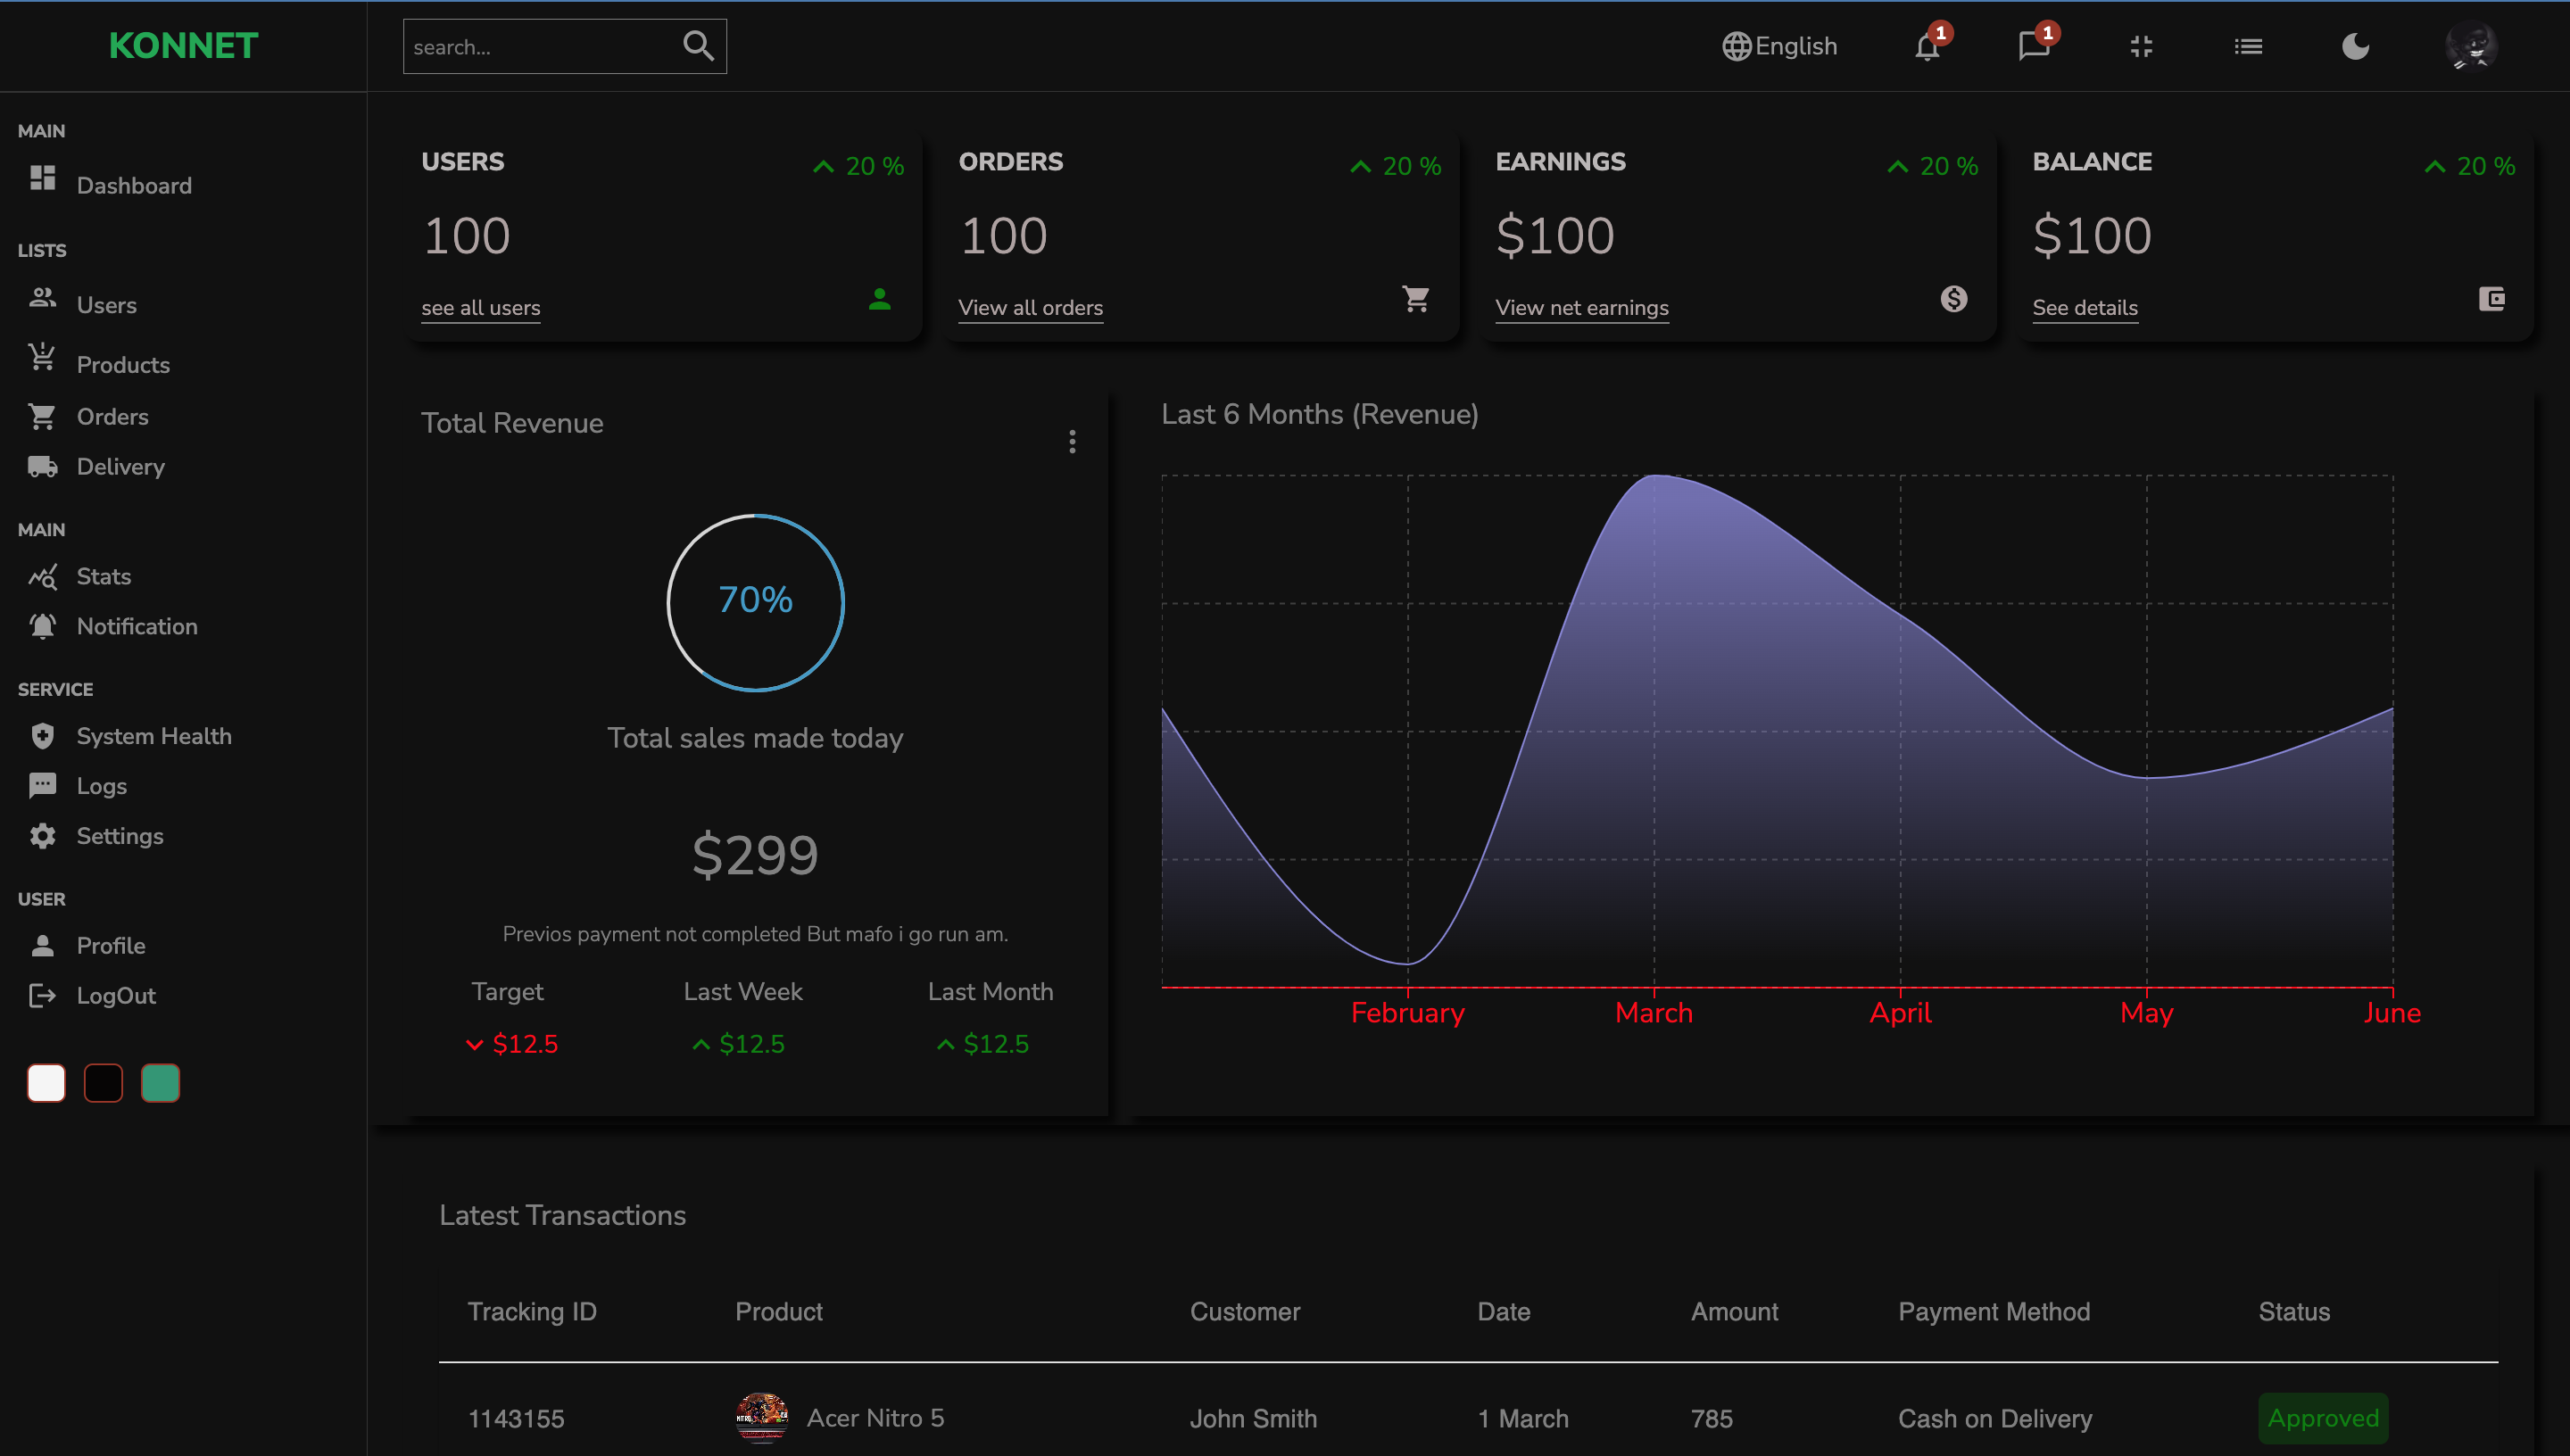 KONNET
search...
English
1
1
MAIN
Dashboard
LISTS
Users
Products
Orders
Delivery
MAIN
Stats
Notification
SERVICE
System Health
Logs
Settings
USER
Profile
LogOut
USERS
20 %
100
see all users
ORDERS
20 %
100
View all orders
EARNINGS
20 %
$100
View net earnings
BALANCE
20 %
$100
See details
Total Revenue
70%
Total sales made today
$299
Previos payment not completed But mafo i go run am.
Target Last Week Last Month
$12.5 $12.5 $12.5
Last 6 Months (Revenue)
February March April May June
Latest Transactions
Tracking ID Product Customer Date Amount Payment Method Status
1143155 Acer Nitro 5 John Smith 1 March 785 Cash on Delivery Approved